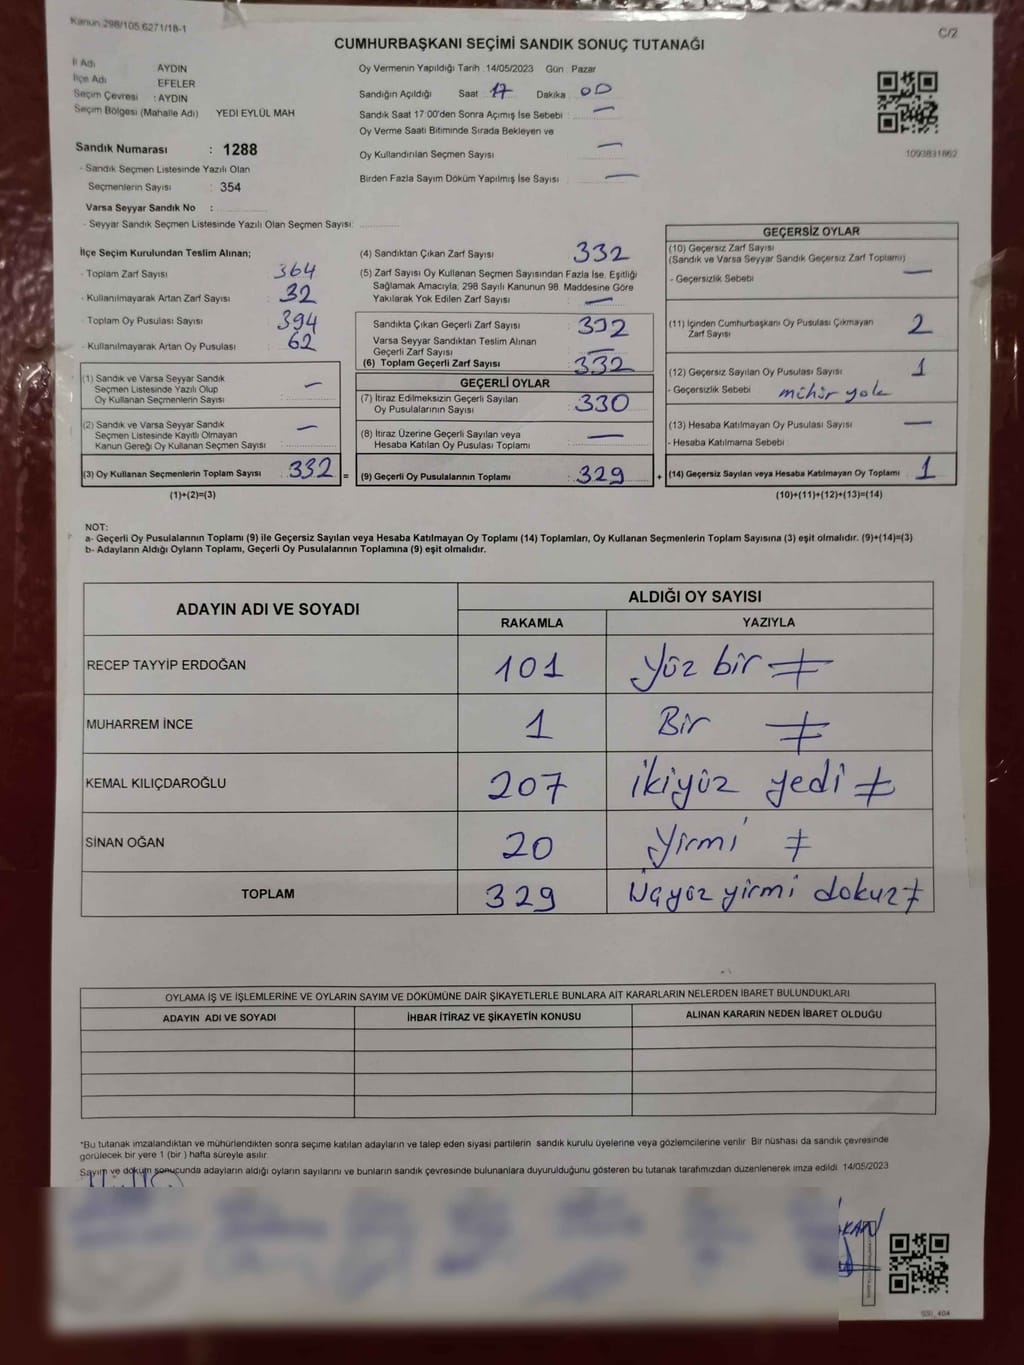 Kanun 298/105 6271/18-1
C/2
CUMHURBAŞKANI SEÇİMİ SANDIK SONUÇ TUTANAĞI
İl Adı AYDIN
İlçe Adı EFELER
Seçim Çevresi : AYDIN
Seçim Bölgesi (Mahalle Adı) YEDI EYLÜL MAH
Sandık Numarası : 1288
- Sandık Seçmen Listesinde Yazılı Olan
Seçmenlerin Sayısı : 354
Varsa Seyyar Sandık No :
- Seyyar Sandık Seçmen Listesinde Yazılı Olan Seçmen Sayısı:
Oy Vermenin Yapıldığı Tarih :14/05/2023 Gün : Pazar
Sandığın Açıldığı Saat 17 Dakika 00
Sandık Saat 17:00'den Sonra Açımış İse Sebebi : —
Oy Verme Saati Bitiminde Sırada Bekleyen ve
Oy Kullandırılan Seçmen Sayısı : —
Birden Fazla Sayım Döküm Yapılmış İse Sayısı : —
1093831862
İlçe Seçim Kurulundan Teslim Alınan;
- Toplam Zarf Sayısı : 364
- Kullanılmayarak Artan Zarf Sayısı : 32
- Toplam Oy Pusulası Sayısı : 394
- Kullanılmayarak Artan Oy Pusulası : 62
(1) Sandık ve Varsa Seyyar Sandık
Seçmen Listesinde Yazılı Olup
Oy Kullanan Seçmenlerin Sayısı : —
(2) Sandık ve Varsa Seyyar Sandık
Seçmen Listesinde Kayıtlı Olmayan
Kanun Gereği Oy Kullanan Seçmen Sayısı : —
(3) Oy Kullanan Seçmenlerin Toplam Sayısı : 332 =
(1)+(2)=(3)
(4) Sandıktan Çıkan Zarf Sayısı : 332
(5) Zarf Sayısı Oy Kullanan Seçmen Sayısından Fazla İse, Eşitliği
Sağlamak Amacıyla, 298 Sayılı Kanunun 98. Maddesine Göre
Yakılarak Yok Edilen Zarf Sayısı : —
Sandıkta Çıkan Geçerli Zarf Sayısı : 332
Varsa Seyyar Sandıktan Teslim Alınan
Geçerli Zarf Sayısı : —
(6) Toplam Geçerli Zarf Sayısı : 332
GEÇERLİ OYLAR
(7) İtiraz Edilmeksizin Geçerli Sayılan
Oy Pusulalarının Sayısı : 330
(8) İtiraz Üzerine Geçerli Sayılan veya
Hesaba Katılan Oy Pusulası Toplamı : —
(9) Geçerli Oy Pusulalarının Toplamı : 329 +
GEÇERSİZ OYLAR
(10) Geçersiz Zarf Sayısı
(Sandık ve Varsa Seyyar Sandık Geçersiz Zarf Toplamı) : —
- Geçersizlik Sebebi
(11) İçinden Cumhurbaşkanı Oy Pusulası Çıkmayan
Zarf Sayısı : 2
(12) Geçersiz Sayılan Oy Pusulası Sayısı : 1
- Geçersizlik Sebebi : mühür yok
(13) Hesaba Katılmayan Oy Pusulası Sayısı : —
- Hesaba Katılmama Sebebi :
(14) Geçersiz Sayılan veya Hesaba Katılmayan Oy Toplamı : 1
(10)+(11)+(12)+(13)=(14)
NOT:
a- Geçerli Oy Pusulalarının Toplamı (9) ile Geçersiz Sayılan veya Hesaba Katılmayan Oy Toplamı (14) Toplamları, Oy Kullanan Seçmenlerin Toplam Sayısına (3) eşit olmalıdır. (9)+(14)=(3)
b- Adayların Aldığı Oyların Toplamı, Geçerli Oy Pusulalarının Toplamına (9) eşit olmalıdır.
ADAYIN ADI VE SOYADI ALDIĞI OY SAYISI
RAKAMLA YAZIYLA
RECEP TAYYİP ERDOĞAN 101 Yüz bir
MUHARREM İNCE 1 Bir
KEMAL KILIÇDAROĞLU 207 ikiyüz yedi
SİNAN OĞAN 20 Yirmi
TOPLAM 329 Üçyüz yirmi dokuz
OYLAMA İŞ VE İŞLEMLERİNE VE OYLARIN SAYIM VE DÖKÜMÜNE DAİR ŞİKAYETLERLE BUNLARA AİT KARARLARIN NELERDEN İBARET BULUNDUKLARI
ADAYIN ADI VE SOYADI İHBAR İTİRAZ VE ŞİKAYETİN KONUSU ALINAN KARARIN NEDEN İBARET OLDUĞU
*Bu tutanak imzalandıktan ve mühürlendikten sonra seçime katılan adayların ve talep eden siyasi partilerin sandık kurulu üyelerine veya gözlemcilerine verilir. Bir nüshası da sandık çevresinde
görülecek bir yere 1 (bir ) hafta süreyle asılır.
Sayım ve döküm sonucunda adayların aldığı oyların sayılarını ve bunların sandık çevresinde bulunanlara duyurulduğunu gösteren bu tutanak tarafımızdan düzenlenerek imza edildi. 14/05/2023